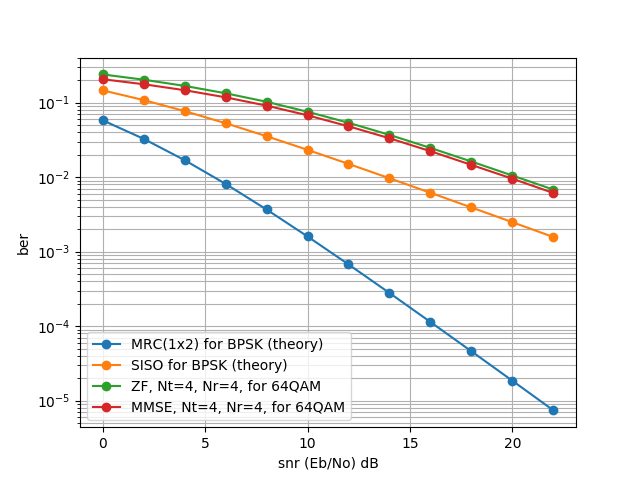 ber
10⁻¹
10⁻²
10⁻³
10⁻⁴
10⁻⁵
MRC(1x2) for BPSK (theory)
SISO for BPSK (theory)
ZF, Nt=4, Nr=4, for 64QAM
MMSE, Nt=4, Nr=4, for 64QAM
0 5 10 15 20
snr (Eb/No) dB